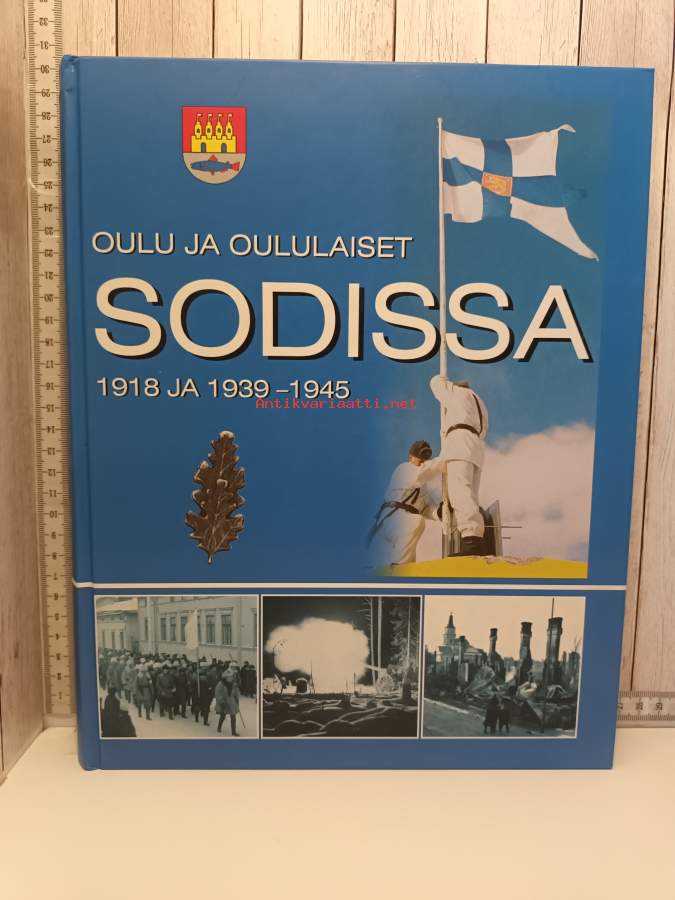 OULU JA OULULAISET
SODISSA
1918 JA 1939 –1945
Antikvariaatti.net